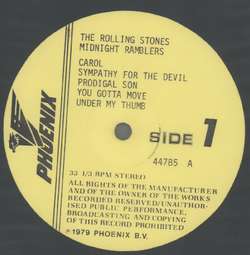 THE ROLLING STONES
MIDNIGHT RAMBLERS
CAROL
SYMPATHY FOR THE DEVIL
PRODIGAL SON
YOU GOTTA MOVE
UNDER MY THUMB
SIDE 1
44785 A
PHOENIX
33 1/3 RPM STEREO
ALL RIGHTS OF THE MANUFACTURER
AND OF THE OWNER OF THE WORKS
RECORDED RESERVED/UNAUTHOR-
ISED PUBLIC PERFORMANCE,
BROADCASTING AND COPYING
OF THIS RECORD PROHIBITED
℗ 1979 PHOENIX B.V.